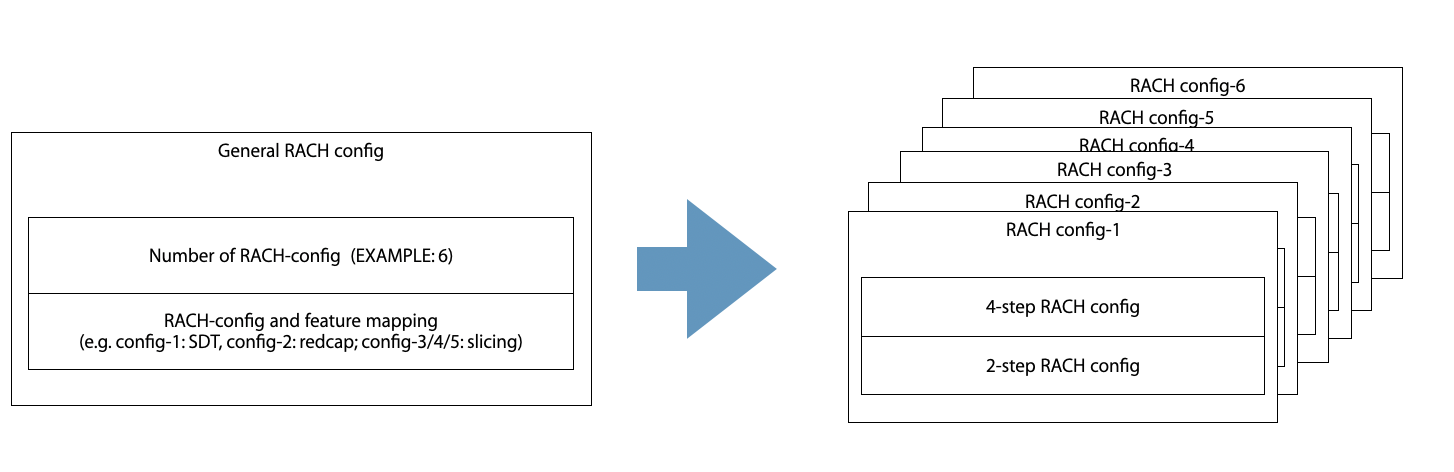 General RACH config
Number of RACH-config (EXAMPLE: 6)
RACH-config and feature mapping
(e.g. config-1: SDT, config-2: redcap; config-3/4/5: slicing)
RACH config-6
RACH config-5
RACH config-4
RACH config-3
RACH config-2
RACH config-1
4-step RACH config
2-step RACH config